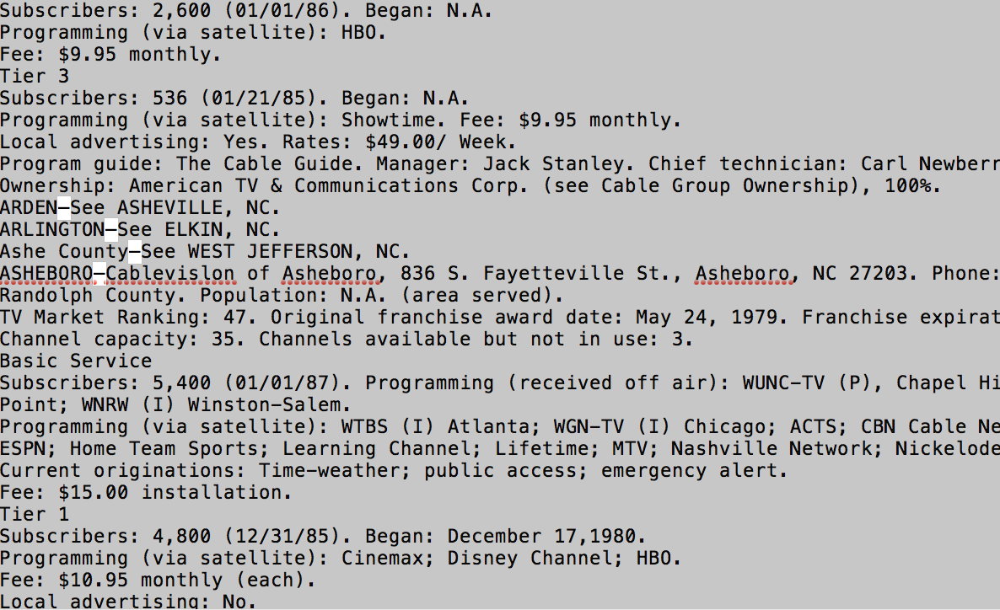 Subscribers: 2,600 (01/01/86). Began: N.A.
Programming (via satellite): HBO.
Fee: $9.95 monthly.
Tier 3
Subscribers: 536 (01/21/85). Began: N.A.
Programming (via satellite): Showtime. Fee: $9.95 monthly.
Local advertising: Yes. Rates: $49.00/ Week.
Program guide: The Cable Guide. Manager: Jack Stanley. Chief technician: Carl Newberr
Ownership: American TV & Communications Corp. (see Cable Group Ownership), 100%.
ARDEN—See ASHEVILLE, NC.
ARLINGTON—See ELKIN, NC.
Ashe County—See WEST JEFFERSON, NC.
ASHEBORO—Cablevislon of Asheboro, 836 S. Fayetteville St., Asheboro, NC 27203. Phone:
Randolph County. Population: N.A. (area served).
TV Market Ranking: 47. Original franchise award date: May 24, 1979. Franchise expirat
Channel capacity: 35. Channels available but not in use: 3.
Basic Service
Subscribers: 5,400 (01/01/87). Programming (received off air): WUNC-TV (P), Chapel Hi
Point; WNRW (I) Winston-Salem.
Programming (via satellite): WTBS (I) Atlanta; WGN-TV (I) Chicago; ACTS; CBN Cable Ne
ESPN; Home Team Sports; Learning Channel; Lifetime; MTV; Nashville Network; Nickelode
Current originations: Time-weather; public access; emergency alert.
Fee: $15.00 installation.
Tier 1
Subscribers: 4,800 (12/31/85). Began: December 17,1980.
Programming (via satellite): Cinemax; Disney Channel; HBO.
Fee: $10.95 monthly (each).
Local advertising: No.